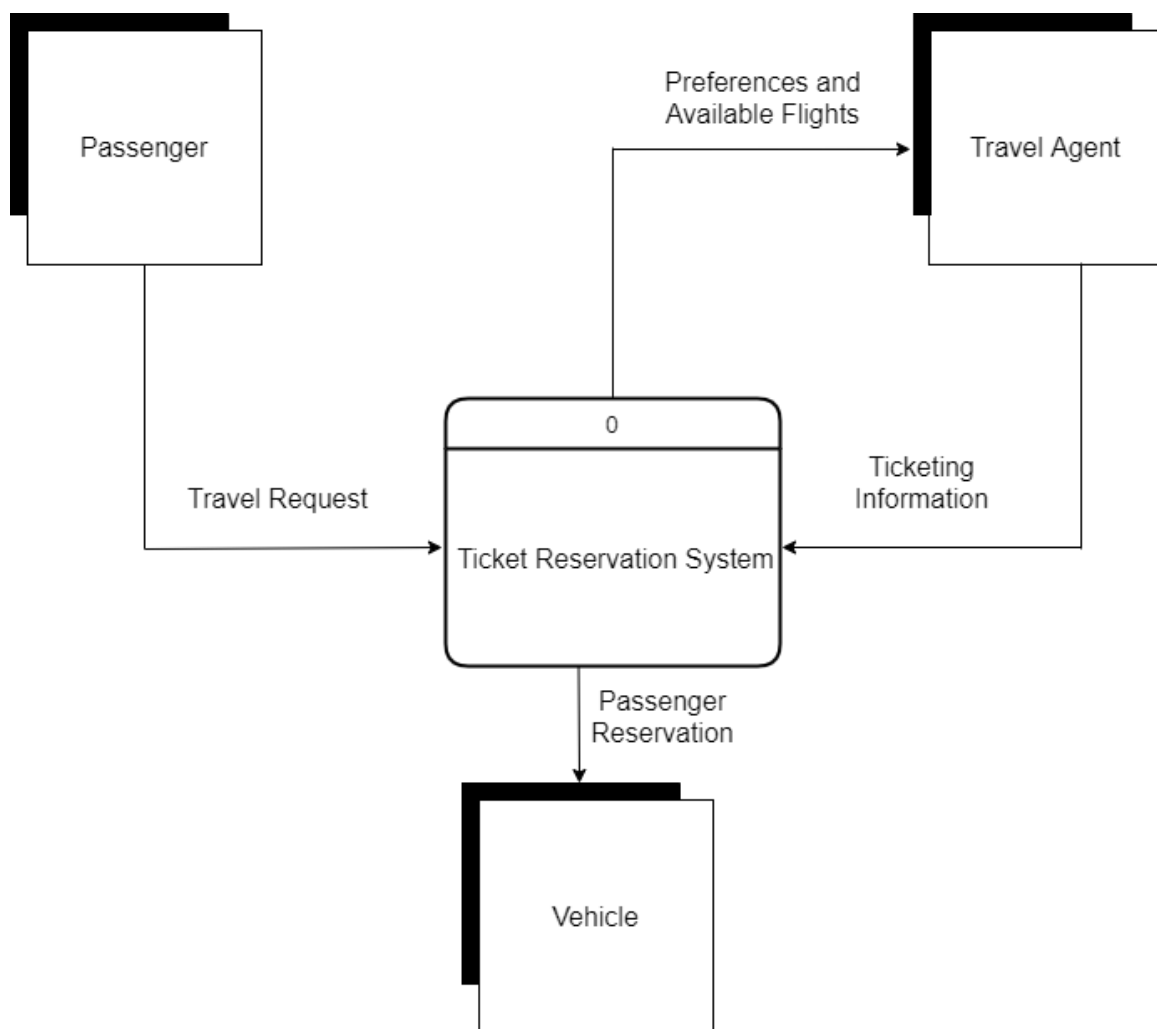 Passenger
Preferences and
Available Flights
Travel Agent
0
Ticket Reservation System
Travel Request
Ticketing
Information
Passenger
Reservation
Vehicle